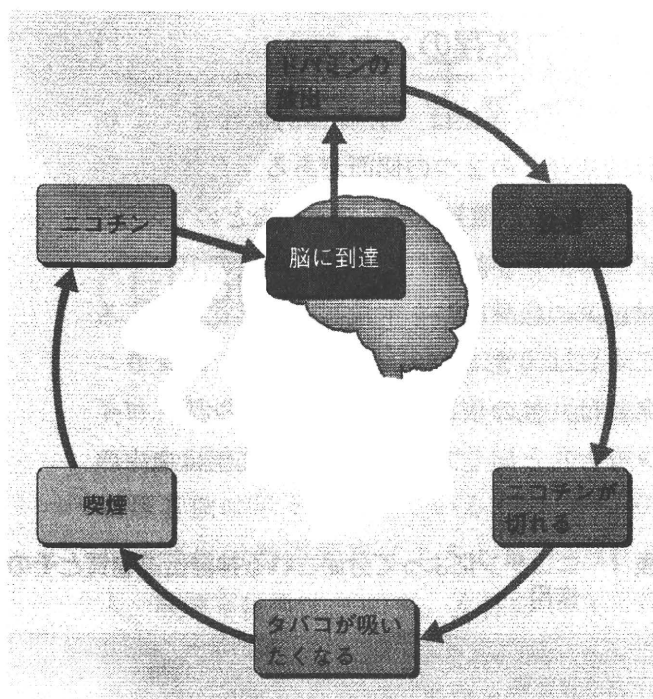 ドパミンの
放出
ニコチン
脳に到達
ニコチンが
切れる
喫煙
タバコが吸い
たくなる